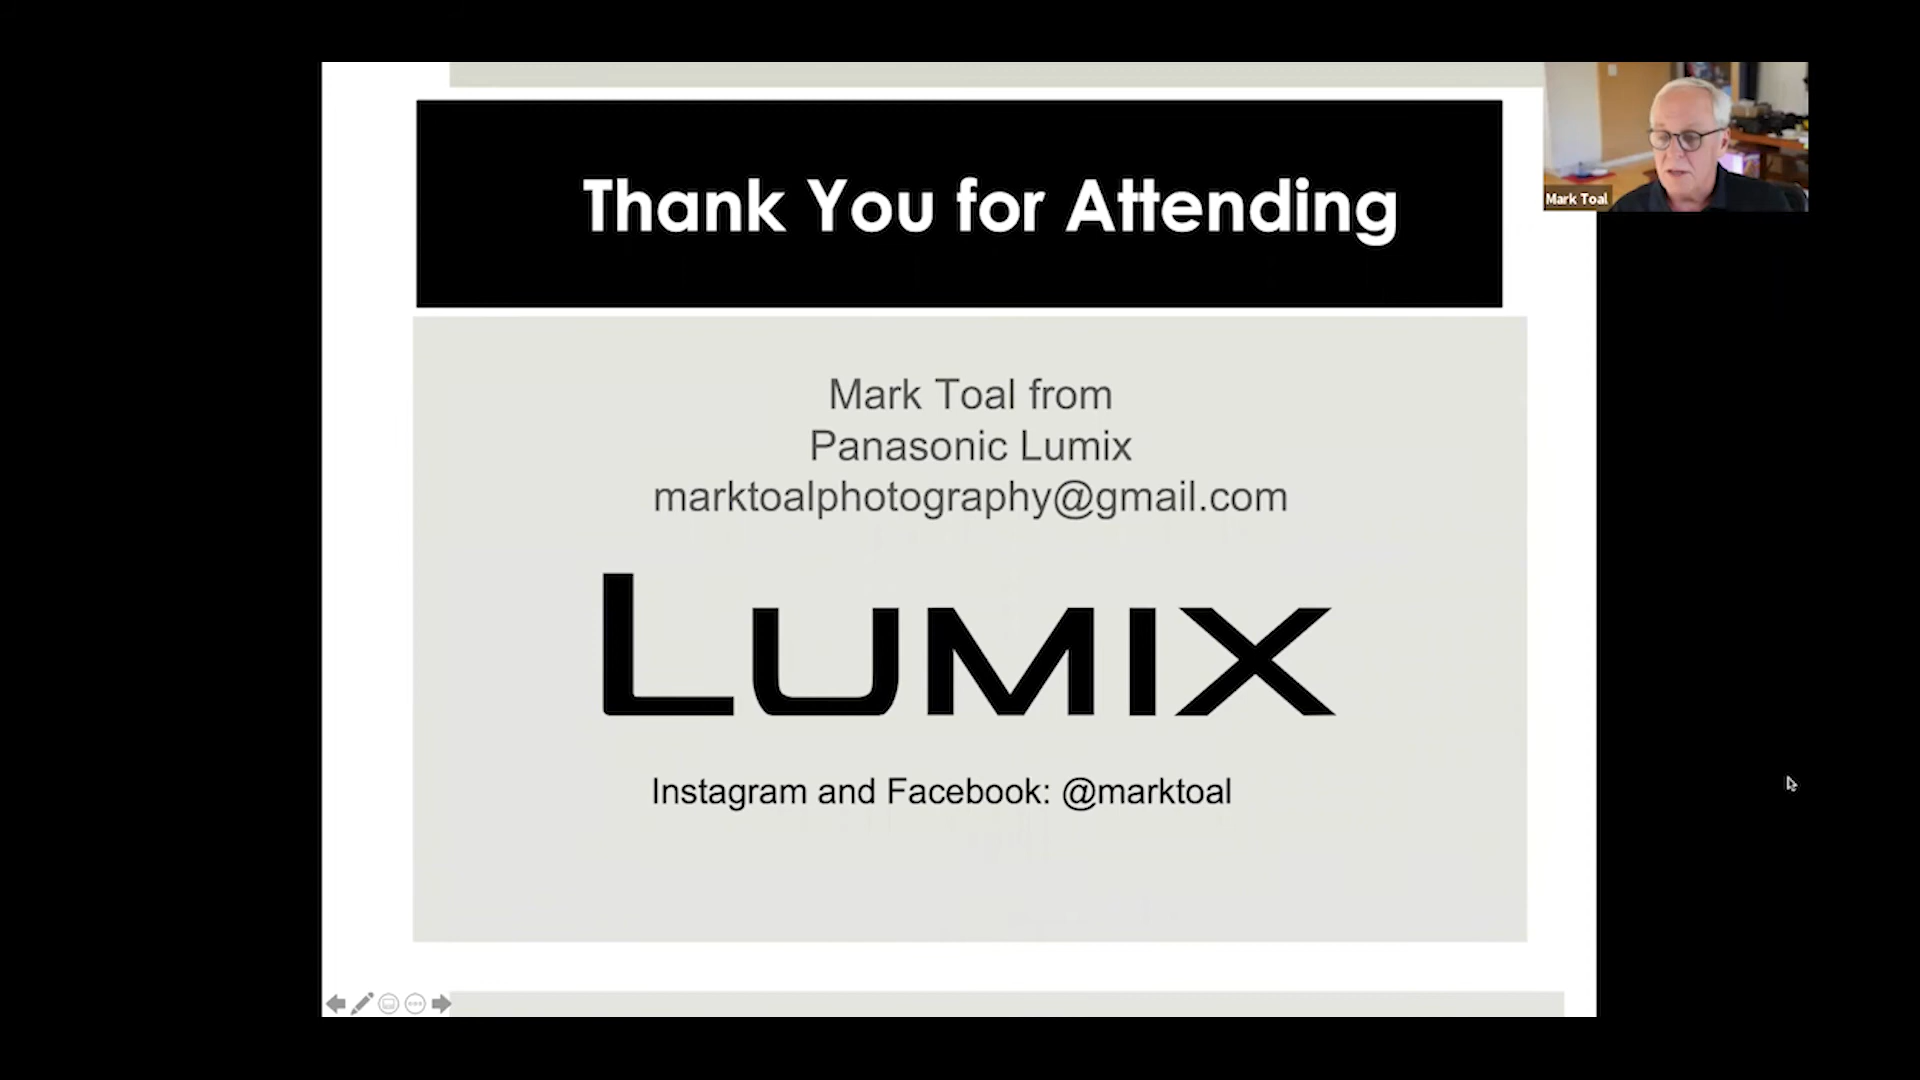 Thank You for Attending
Mark Toal
Mark Toal from
Panasonic Lumix
marktoalphotography@gmail.com
LUMIX
Instagram and Facebook: @marktoal